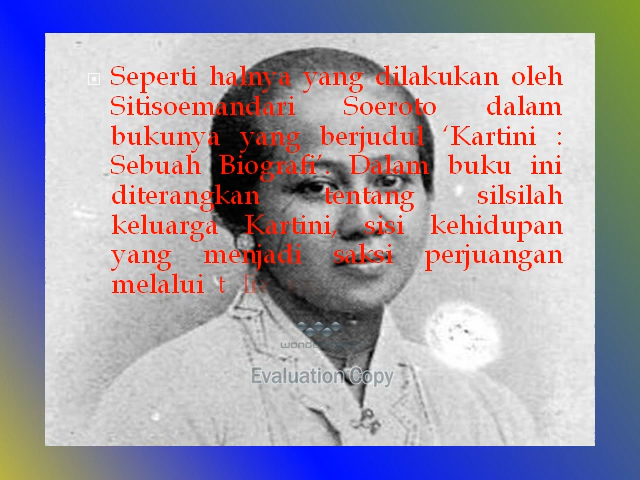 Seperti halnya yang dilakukan oleh
Sitisoemandari Soeroto dalam
bukunya yang berjudul ‘Kartini :
Sebuah Biografi’. Dalam buku ini
diterangkan tentang silsilah
keluarga Kartini, sisi kehidupan
yang menjadi saksi perjuangan
melalui
Evaluation Copy